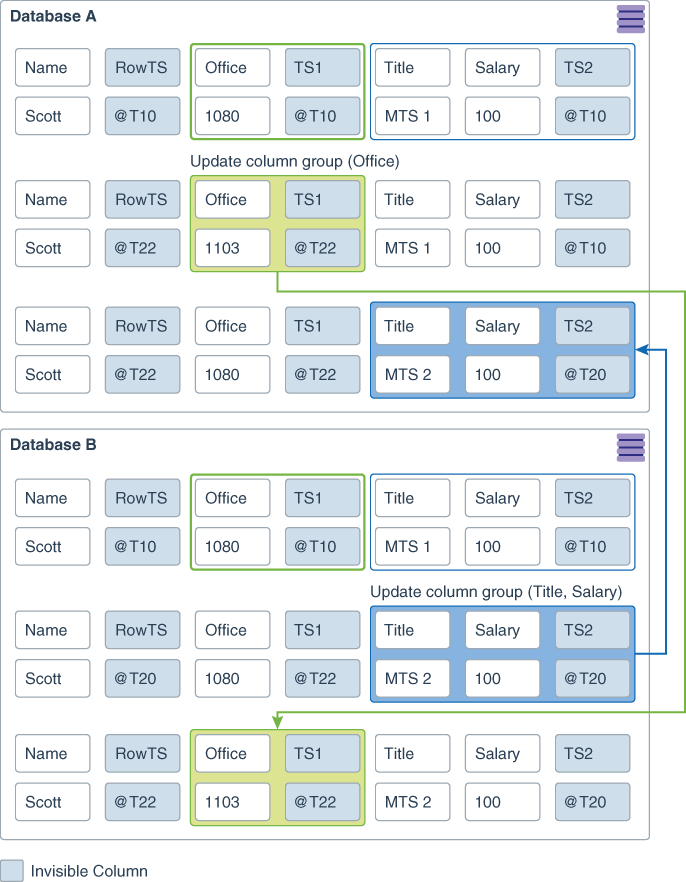 Database A
Name RowTS Office TS1 Title Salary TS2
Scott @T10 1080 @T10 MTS 1 100 @T10
Update column group (Office)
Name RowTS Office TS1 Title Salary TS2
Scott @T22 1103 @T22 MTS 1 100 @T10
Name RowTS Office TS1 Title Salary TS2
Scott @T22 1080 @T22 MTS 2 100 @T20
Database B
Name RowTS Office TS1 Title Salary TS2
Scott @T10 1080 @T10 MTS 1 100 @T10
Update column group (Title, Salary)
Name RowTS Office TS1 Title Salary TS2
Scott @T20 1080 @T22 MTS 2 100 @T20
Name RowTS Office TS1 Title Salary TS2
Scott @T22 1103 @T22 MTS 2 100 @T20
Invisible Column